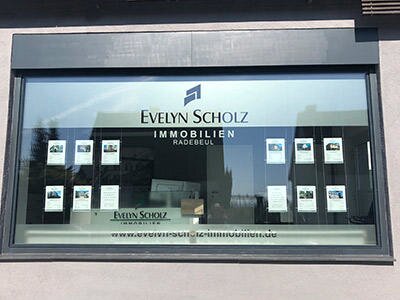 EVELYN SCHOLZ
IMMOBILIEN
RADEBEUL
EVELYN SCHOLZ
IMMOBILIEN
www.evelyn-scholz-immobilien.de